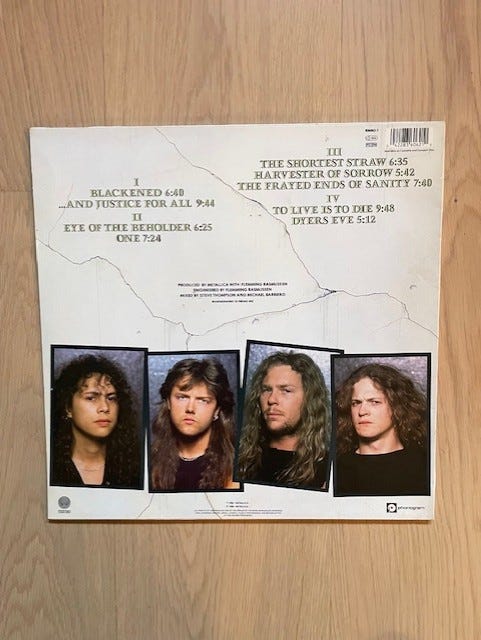 I
BLACKENED 6:40
...AND JUSTICE FOR ALL 9:44
II
EYE OF THE BEHOLDER 6:25
ONE 7:24
III
THE SHORTEST STRAW 6:35
HARVESTER OF SORROW 5:42
THE FRAYED ENDS OF SANITY 7:40
IV
TO LIVE IS TO DIE 9:48
DYERS EVE 5:12
PRODUCED BY METALLICA WITH FLEMMING RASMUSSEN
ENGINEERED BY FLEMMING RASMUSSEN
MIXED BY STEVE THOMPSON AND MICHAEL BARBIERO
phonogram